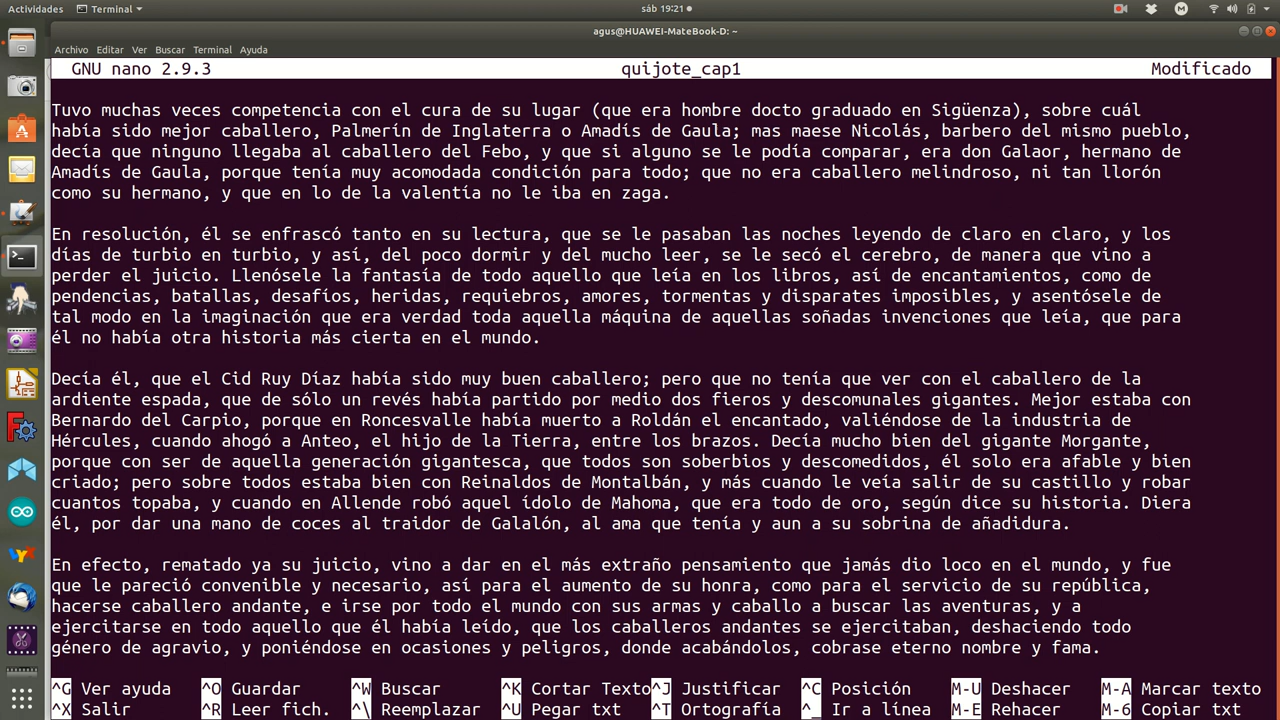 Actividades Terminal sáb 19:21
agus@HUAWEI-MateBook-D: ~
Archivo Editar Ver Buscar Terminal Ayuda
GNU nano 2.9.3 quijote_cap1 Modificado
Tuvo muchas veces competencia con el cura de su lugar (que era hombre docto graduado en Sigüenza), sobre cuál
había sido mejor caballero, Palmerín de Inglaterra o Amadís de Gaula; mas maese Nicolás, barbero del mismo pueblo,
decía que ninguno llegaba al caballero del Febo, y que si alguno se le podía comparar, era don Galaor, hermano de
Amadís de Gaula, porque tenía muy acomodada condición para todo; que no era caballero melindroso, ni tan llorón
como su hermano, y que en lo de la valentía no le iba en zaga.
En resolución, él se enfrascó tanto en su lectura, que se le pasaban las noches leyendo de claro en claro, y los
días de turbio en turbio, y así, del poco dormir y del mucho leer, se le secó el cerebro, de manera que vino a
perder el juicio. Llenósele la fantasía de todo aquello que leía en los libros, así de encantamientos, como de
pendencias, batallas, desafíos, heridas, requiebros, amores, tormentas y disparates imposibles, y asentósele de
tal modo en la imaginación que era verdad toda aquella máquina de aquellas soñadas invenciones que leía, que para
él no había otra historia más cierta en el mundo.
Decía él, que el Cid Ruy Díaz había sido muy buen caballero; pero que no tenía que ver con el caballero de la
ardiente espada, que de sólo un revés había partido por medio dos fieros y descomunales gigantes. Mejor estaba con
Bernardo del Carpio, porque en Roncesvalle había muerto a Roldán el encantado, valiéndose de la industria de
Hércules, cuando ahogó a Anteo, el hijo de la Tierra, entre los brazos. Decía mucho bien del gigante Morgante,
porque con ser de aquella generación gigantesca, que todos son soberbios y descomedidos, él solo era afable y bien
criado; pero sobre todos estaba bien con Reinaldos de Montalbán, y más cuando le veía salir de su castillo y robar
cuantos topaba, y cuando en Allende robó aquel ídolo de Mahoma, que era todo de oro, según dice su historia. Diera
él, por dar una mano de coces al traidor de Galalón, al ama que tenía y aun a su sobrina de añadidura.
En efecto, rematado ya su juicio, vino a dar en el más extraño pensamiento que jamás dio loco en el mundo, y fue
que le pareció convenible y necesario, así para el aumento de su honra, como para el servicio de su república,
hacerse caballero andante, e irse por todo el mundo con sus armas y caballo a buscar las aventuras, y a
ejercitarse en todo aquello que él había leído, que los caballeros andantes se ejercitaban, deshaciendo todo
género de agravio, y poniéndose en ocasiones y peligros, donde acabándolos, cobrase eterno nombre y fama.
^G Ver ayuda ^O Guardar ^W Buscar ^K Cortar Texto ^J Justificar ^C Posición M-U Deshacer M-A Marcar texto
^X Salir ^R Leer fich. ^\ Reemplazar ^U Pegar txt ^T Ortografía ^_ Ir a línea M-E Rehacer M-6 Copiar txt